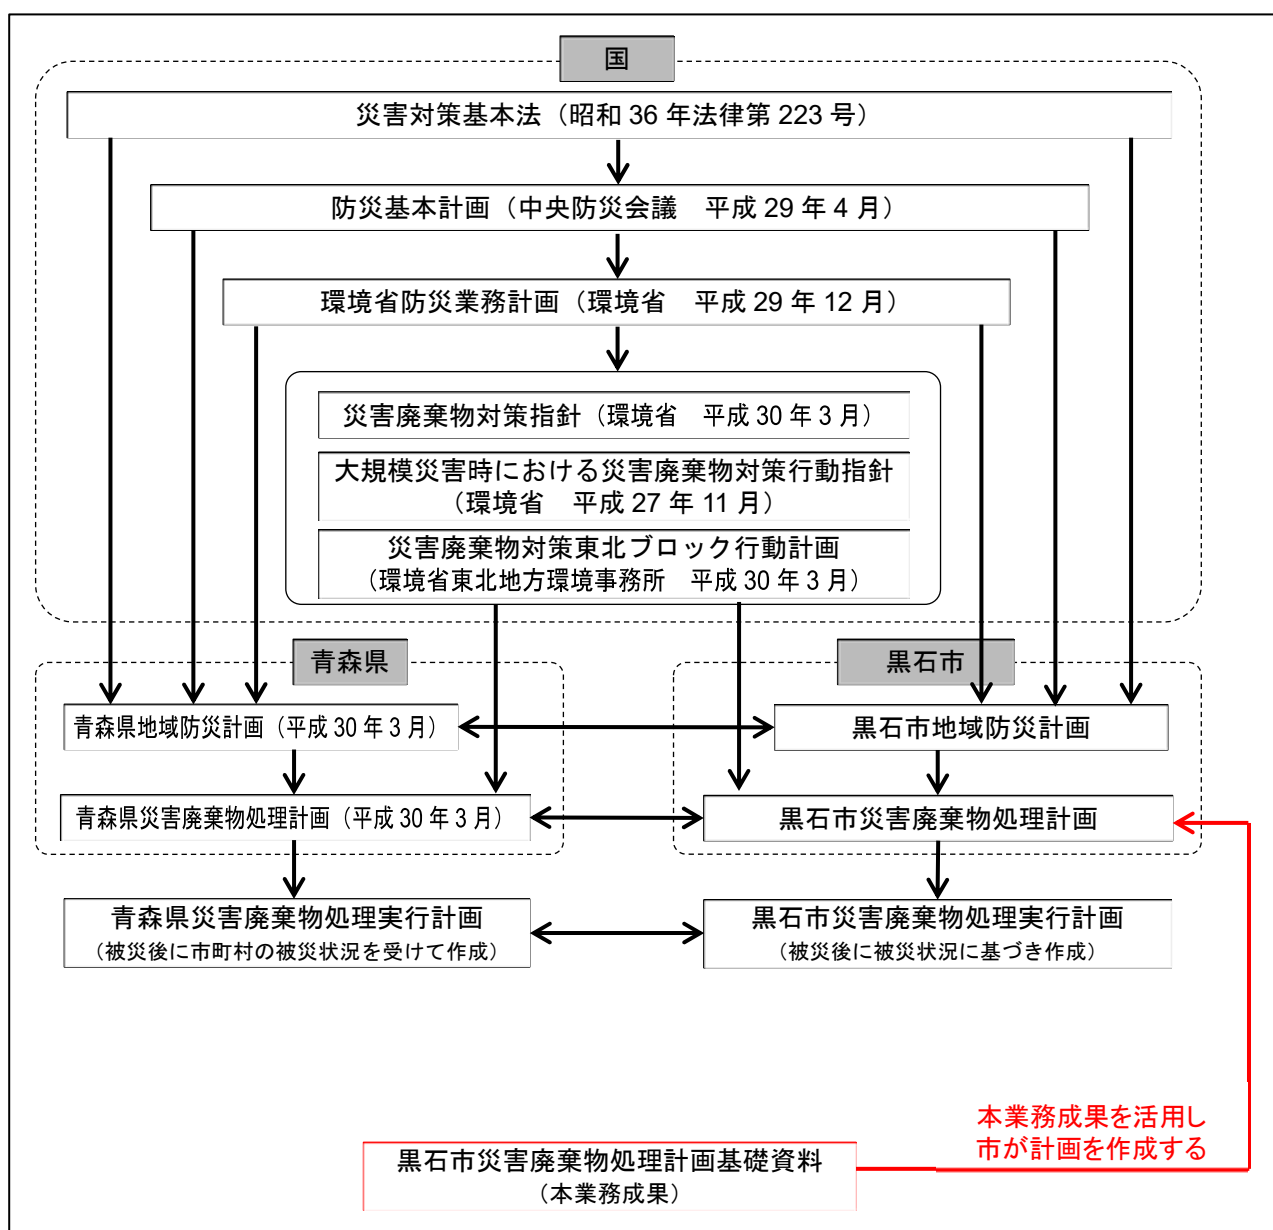 国
災害対策基本法（昭和 36 年法律第 223 号）
防災基本計画（中央防災会議　平成 29 年 4 月）
環境省防災業務計画（環境省　平成 29 年 12 月）
災害廃棄物対策指針（環境省　平成 30 年 3 月）
大規模災害時における災害廃棄物対策行動指針
（環境省　平成 27 年 11 月）
災害廃棄物対策東北ブロック行動計画
（環境省東北地方環境事務所　平成 30 年 3 月）
青森県
黒石市
青森県地域防災計画（平成 30 年 3 月）
黒石市地域防災計画
青森県災害廃棄物処理計画（平成 30 年 3 月）
黒石市災害廃棄物処理計画
青森県災害廃棄物処理実行計画
（被災後に市町村の被災状況を受けて作成）
黒石市災害廃棄物処理実行計画
（被災後に被災状況に基づき作成）
本業務成果を活用し
市が計画を作成する
黒石市災害廃棄物処理計画基礎資料
（本業務成果）